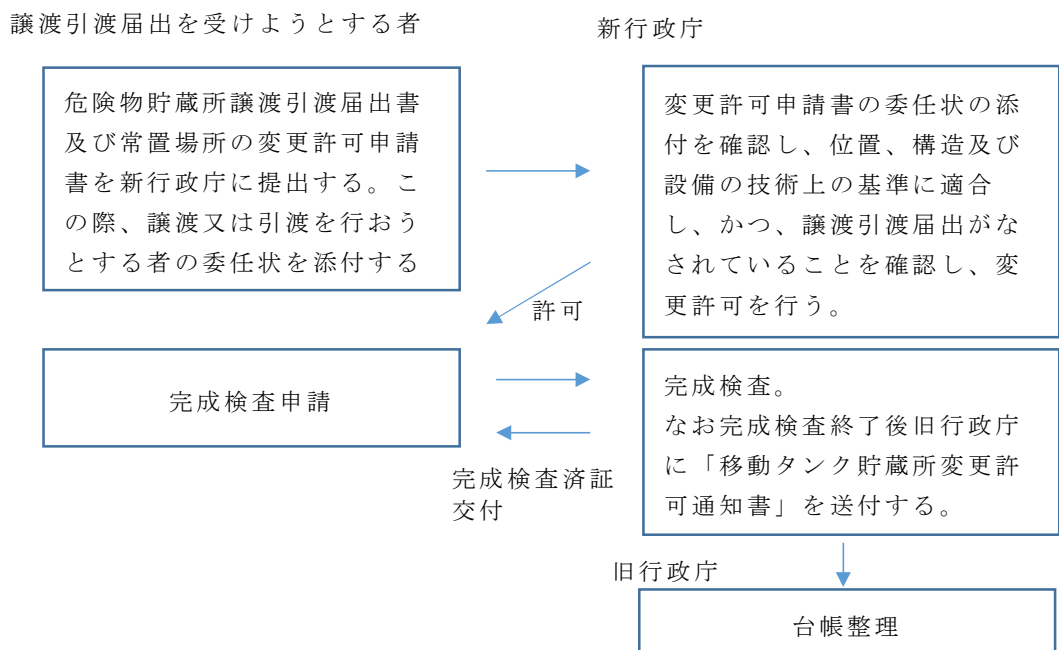 譲渡引渡届出を受けようとする者
新行政庁
危険物貯蔵所譲渡引渡届出書
及び常置場所の変更許可申請
書を新行政庁に提出する。こ
の際、譲渡又は引渡を行おう
とする者の委任状を添付する
変更許可申請書の委任状の添
付を確認し、位置、構造及び
設備の技術上の基準に適合
し、かつ、譲渡引渡届出がな
されていることを確認し、変
更許可を行う。
許可
完成検査申請
完成検査。
なお完成検査終了後旧行政庁
に「移動タンク貯蔵所変更許
可通知書」を送付する。
完成検査済証
交付
旧行政庁
台帳整理